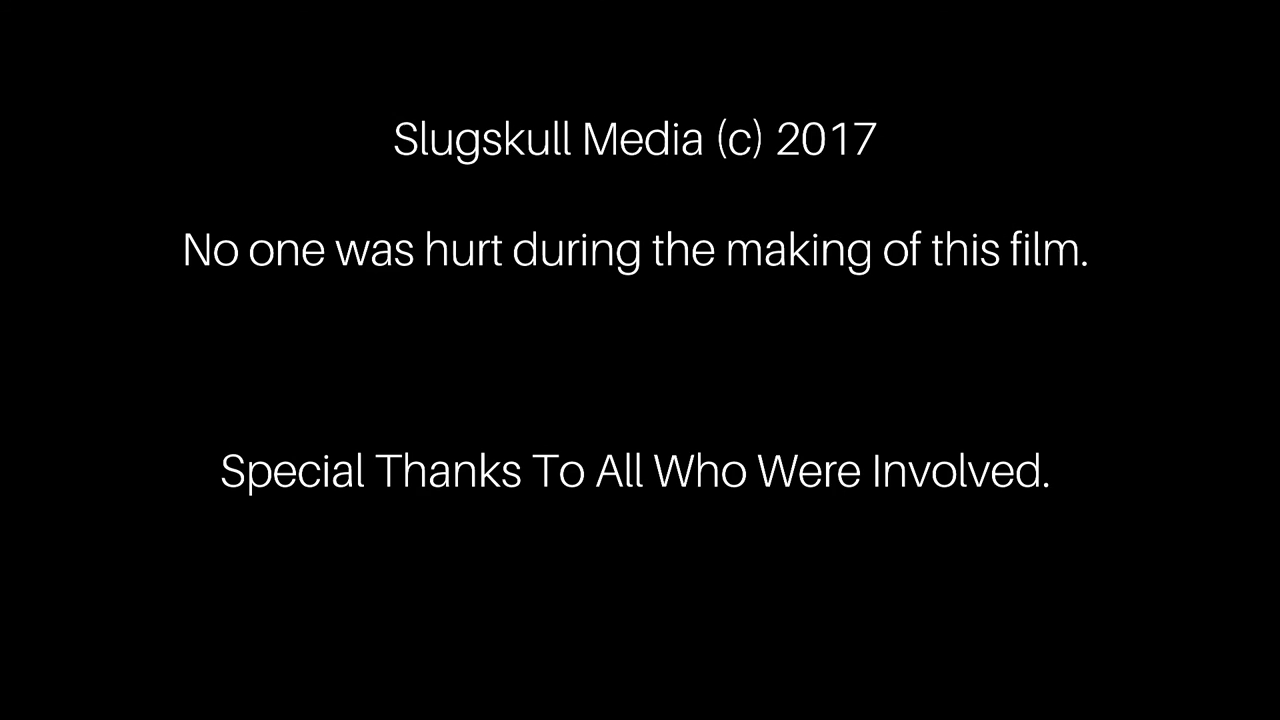 Slugskull Media (c) 2017
No one was hurt during the making of this film.
Special Thanks To All Who Were Involved.